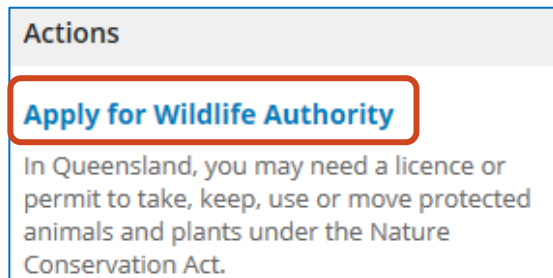 Actions
Apply for Wildlife Authority
In Queensland, you may need a licence or
permit to take, keep, use or move protected
animals and plants under the Nature
Conservation Act.